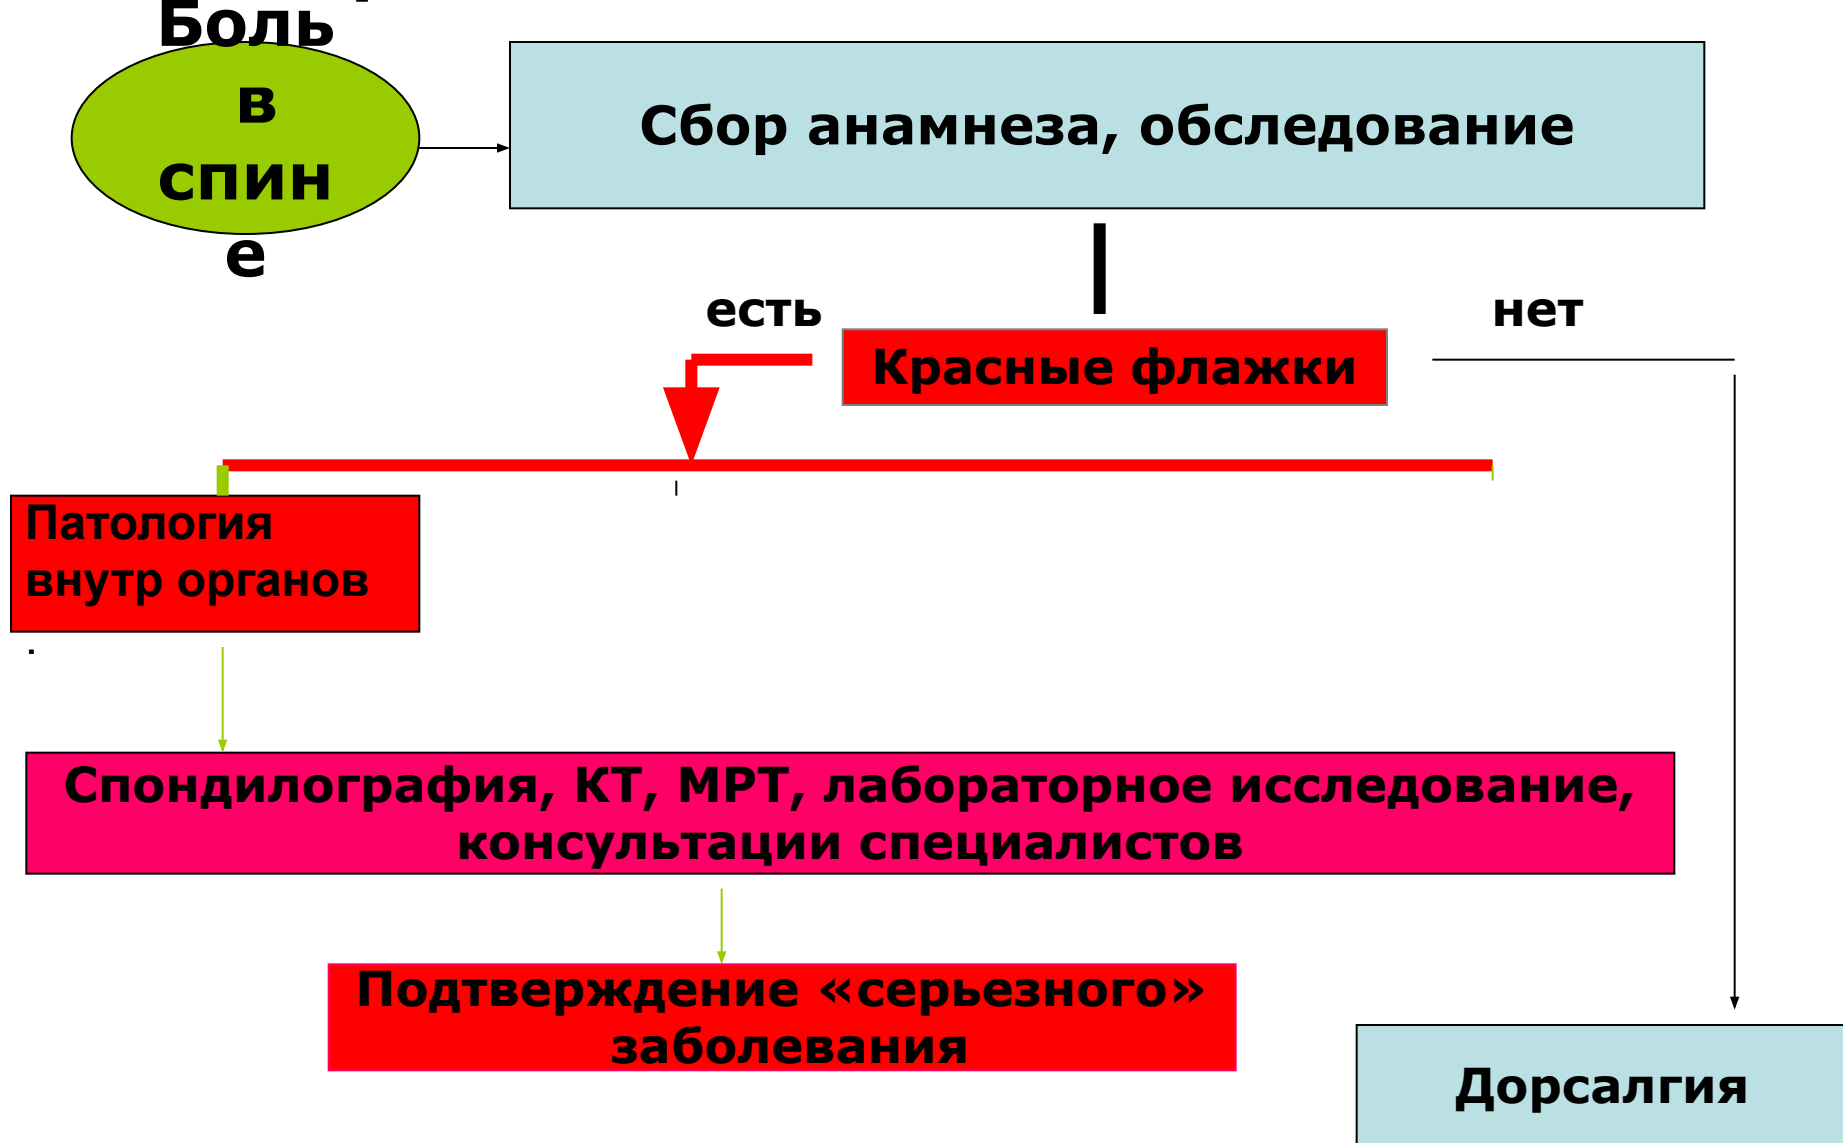 Боль
в
спин
е
Сбор анамнеза, обследование
есть
нет
Красные флажки
Патология
внутр органов
.
Спондилография, КТ, МРТ, лабораторное исследование,
консультации специалистов
Подтверждение «серьезного»
заболевания
Дорсалгия